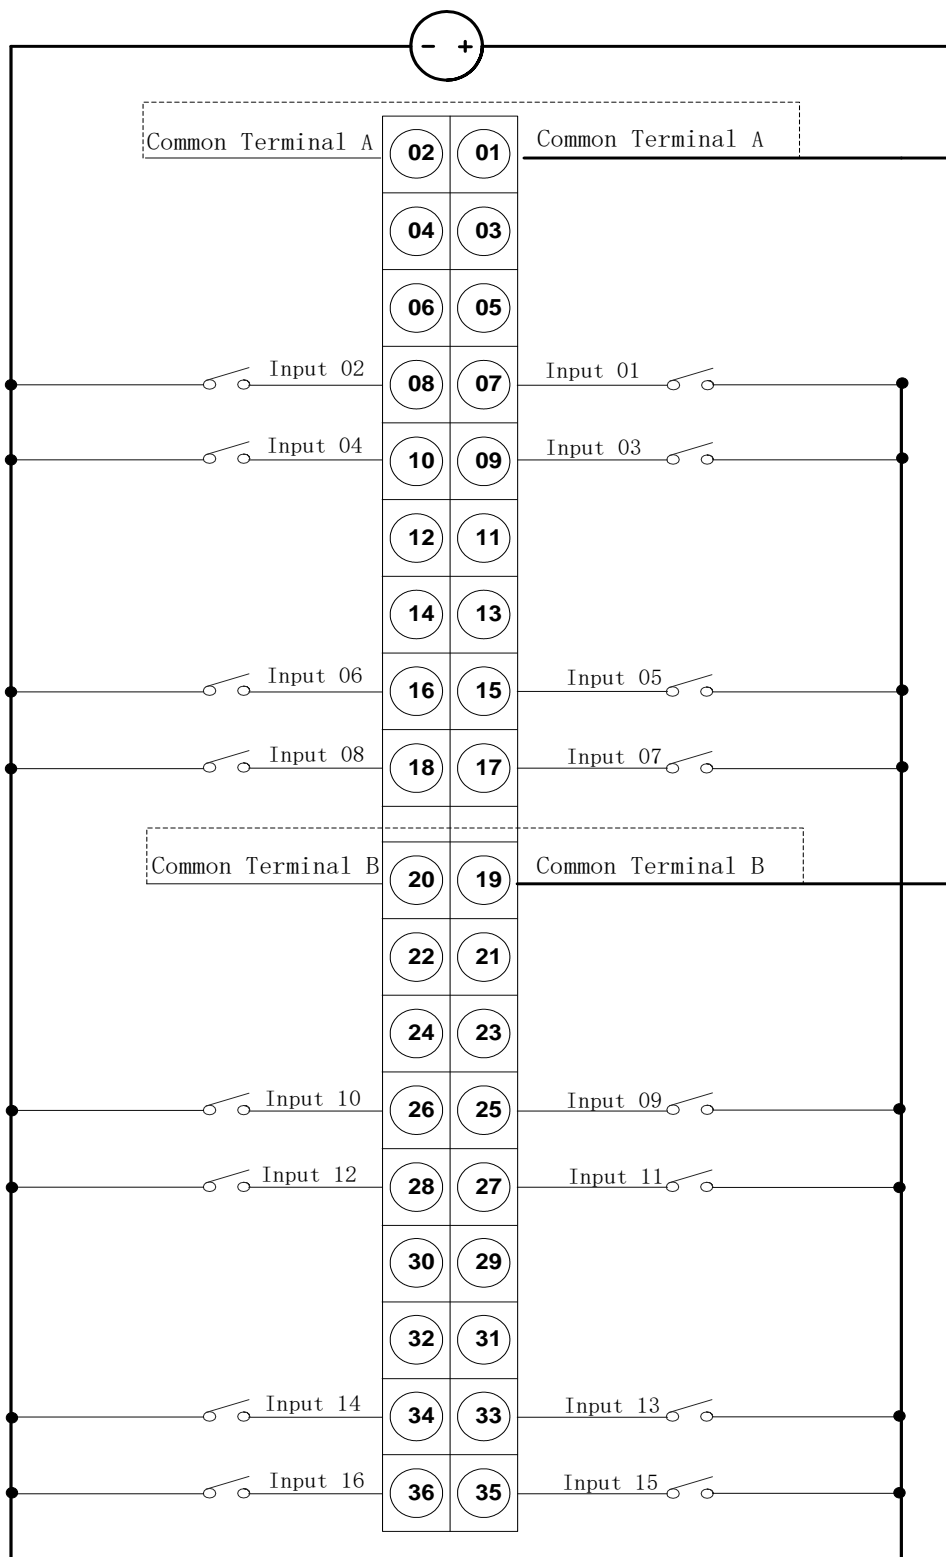 - +
Common Terminal A 02 01 Common Terminal A
04 03
06 05
Input 02 08 07 Input 01
Input 04 10 09 Input 03
12 11
14 13
Input 06 16 15 Input 05
Input 08 18 17 Input 07
Common Terminal B 20 19 Common Terminal B
22 21
24 23
Input 10 26 25 Input 09
Input 12 28 27 Input 11
30 29
32 31
Input 14 34 33 Input 13
Input 16 36 35 Input 15